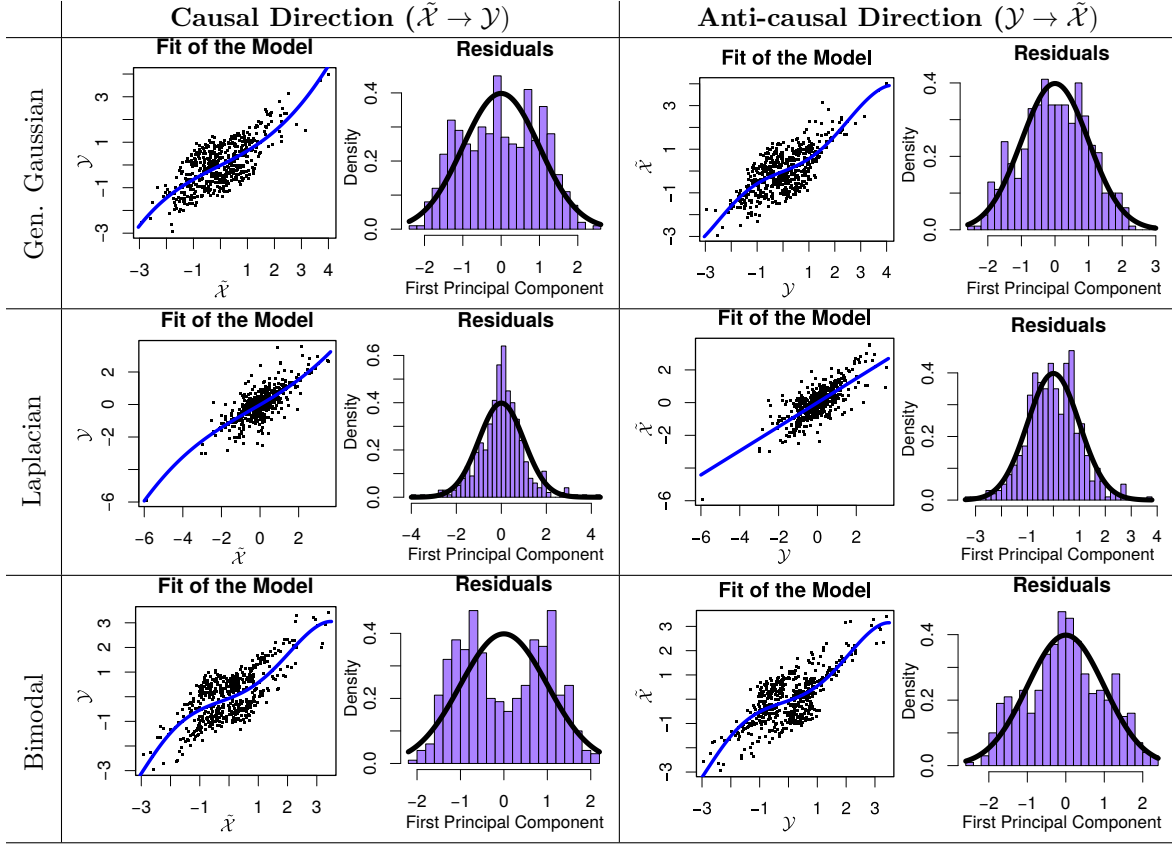 Causal Direction (𝒳̃ → 𝒴)
Anti-causal Direction (𝒴 → 𝒳̃)
Gen. Gaussian
Fit of the Model
𝒴
3
1
−1
−3
−3 −2 −1 0 1 2 3 4
𝒳̃
Residuals
Density
0.4
0.2
0.0
−2 −1 0 1 2
First Principal Component
Fit of the Model
𝒳̃
3
1
−1
−3
−3 −1 0 1 2 3 4
𝒴
Residuals
Density
0.4
0.2
0.0
−2 −1 0 1 2 3
First Principal Component
Laplacian
Fit of the Model
𝒴
2
0
−2
−6
−6 −4 −2 0 2
𝒳̃
Residuals
Density
0.6
0.4
0.2
0.0
−4 −2 0 2 4
First Principal Component
Fit of the Model
𝒳̃
2
0
−2
−6
−6 −4 −2 0 2
𝒴
Residuals
Density
0.4
0.2
0.0
−3 −1 0 1 2 3 4
First Principal Component
Bimodal
Fit of the Model
𝒴
3
1
−1
−3
−3 −2 −1 0 1 2 3
𝒳̃
Residuals
Density
0.4
0.2
0.0
−2 −1 0 1 2
First Principal Component
Fit of the Model
𝒳̃
3
1
−1
−3
−3 −2 −1 0 1 2 3
𝒴
Residuals
Density
0.4
0.2
0.0
−2 −1 0 1 2
First Principal Component